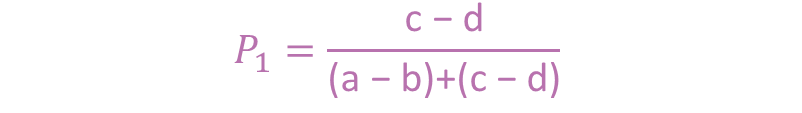 P₁ = c − d
(a − b)+(c − d)